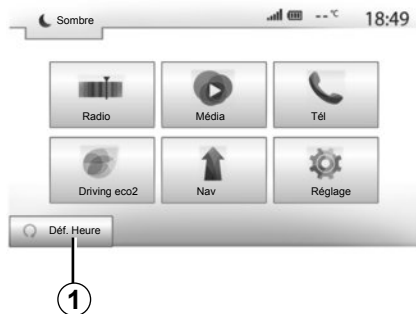 Sombre
--°C
18:49
Radio
Média
Tél
Driving eco2
Nav
Réglage
Déf. Heure
1